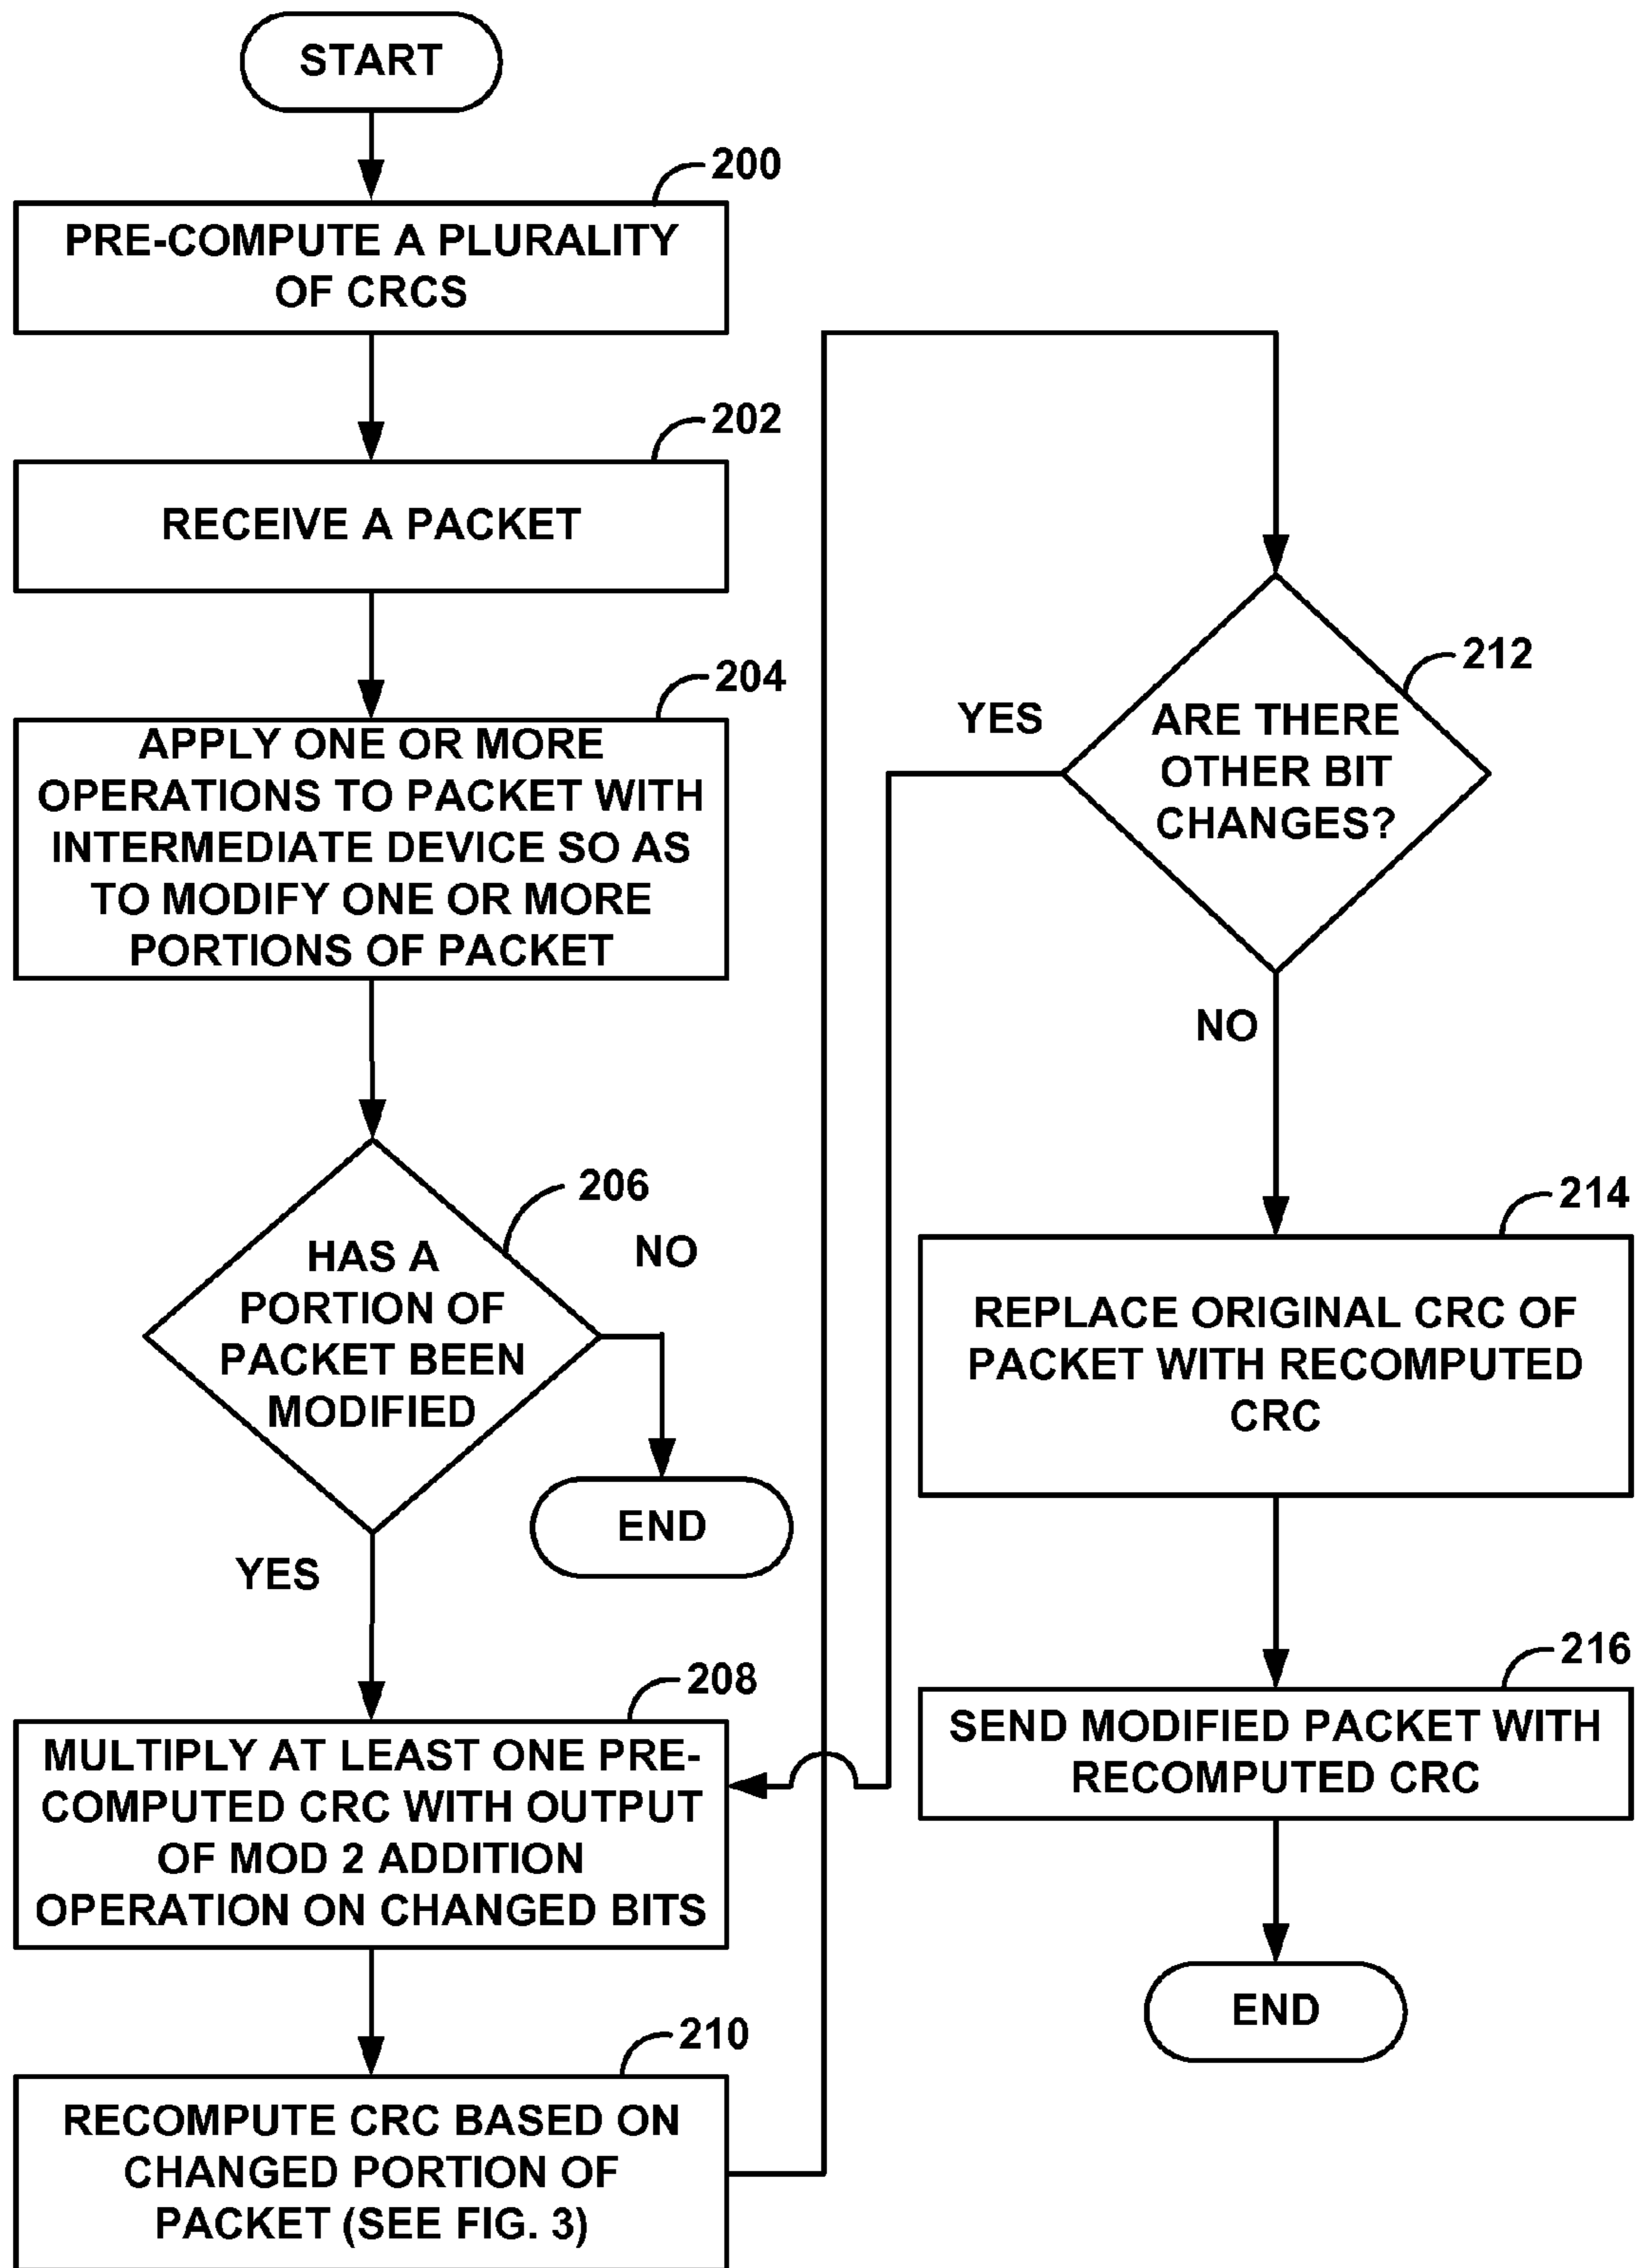 START
200
PRE-COMPUTE A PLURALITY
OF CRCS
202
RECEIVE A PACKET
204
APPLY ONE OR MORE
OPERATIONS TO PACKET WITH
INTERMEDIATE DEVICE SO AS
TO MODIFY ONE OR MORE
PORTIONS OF PACKET
206
HAS A
PORTION OF
PACKET BEEN
MODIFIED
NO
END
YES
208
MULTIPLY AT LEAST ONE PRE-
COMPUTED CRC WITH OUTPUT
OF MOD 2 ADDITION
OPERATION ON CHANGED BITS
210
RECOMPUTE CRC BASED ON
CHANGED PORTION OF
PACKET (SEE FIG. 3)
212
ARE THERE
OTHER BIT
CHANGES?
YES
NO
214
REPLACE ORIGINAL CRC OF
PACKET WITH RECOMPUTED
CRC
216
SEND MODIFIED PACKET WITH
RECOMPUTED CRC
END